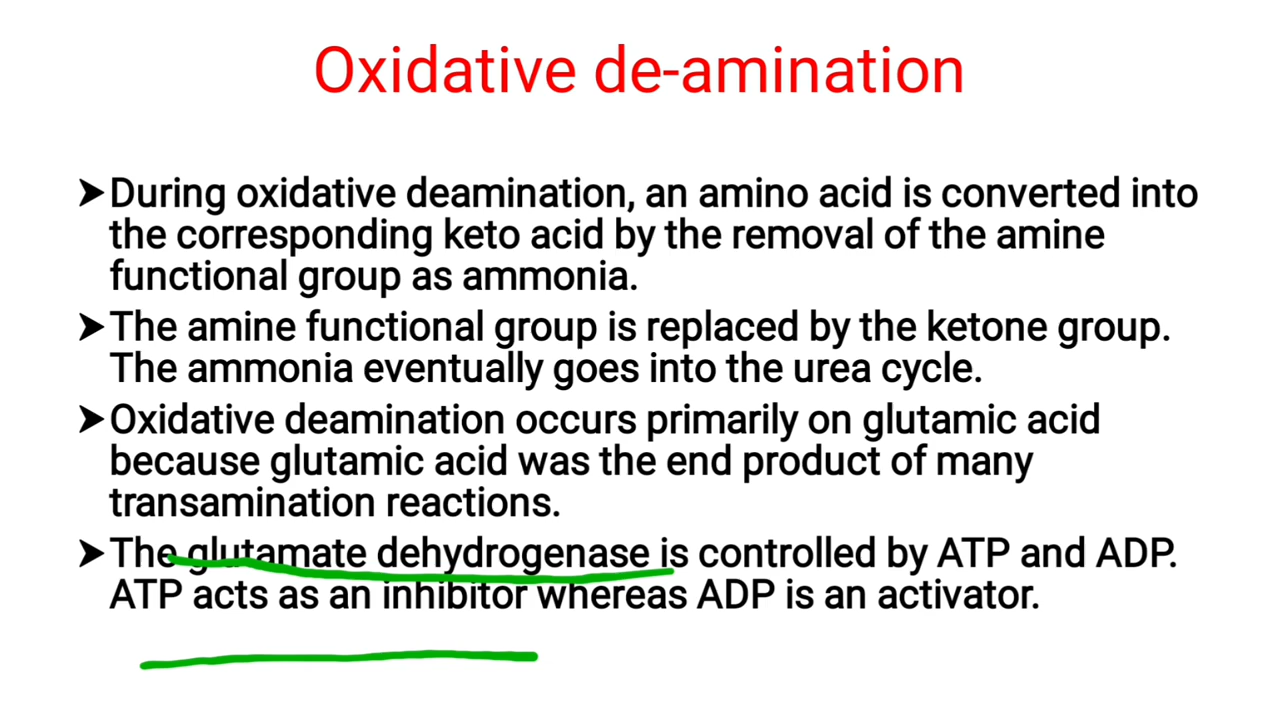 Oxidative de-amination
➤During oxidative deamination, an amino acid is converted into
the corresponding keto acid by the removal of the amine
functional group as ammonia.
➤The amine functional group is replaced by the ketone group.
The ammonia eventually goes into the urea cycle.
➤Oxidative deamination occurs primarily on glutamic acid
because glutamic acid was the end product of many
transamination reactions.
➤The glutamate dehydrogenase is controlled by ATP and ADP.
ATP acts as an inhibitor whereas ADP is an activator.